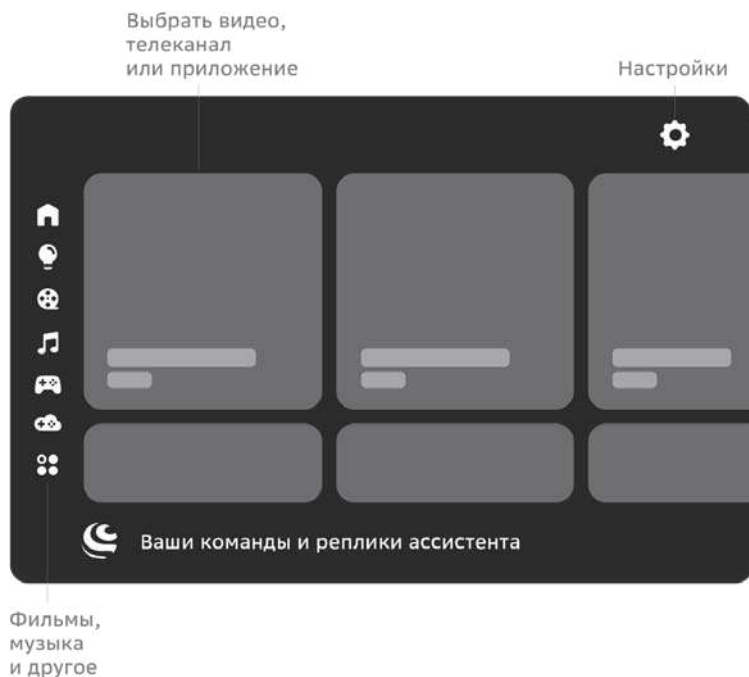 Выбрать видео,
телеканал
или приложение
Настройки
Ваши команды и реплики ассистента
Фильмы,
музыка
и другое